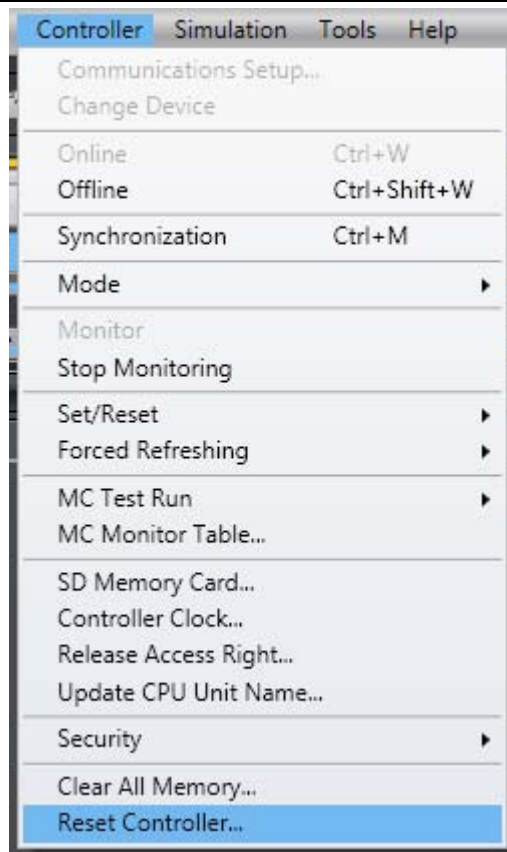 Controller Simulation Tools Help
Communications Setup...
Change Device
Online Ctrl+W
Offline Ctrl+Shift+W
Synchronization Ctrl+M
Mode
Monitor
Stop Monitoring
Set/Reset
Forced Refreshing
MC Test Run
MC Monitor Table...
SD Memory Card...
Controller Clock...
Release Access Right...
Update CPU Unit Name...
Security
Clear All Memory...
Reset Controller...